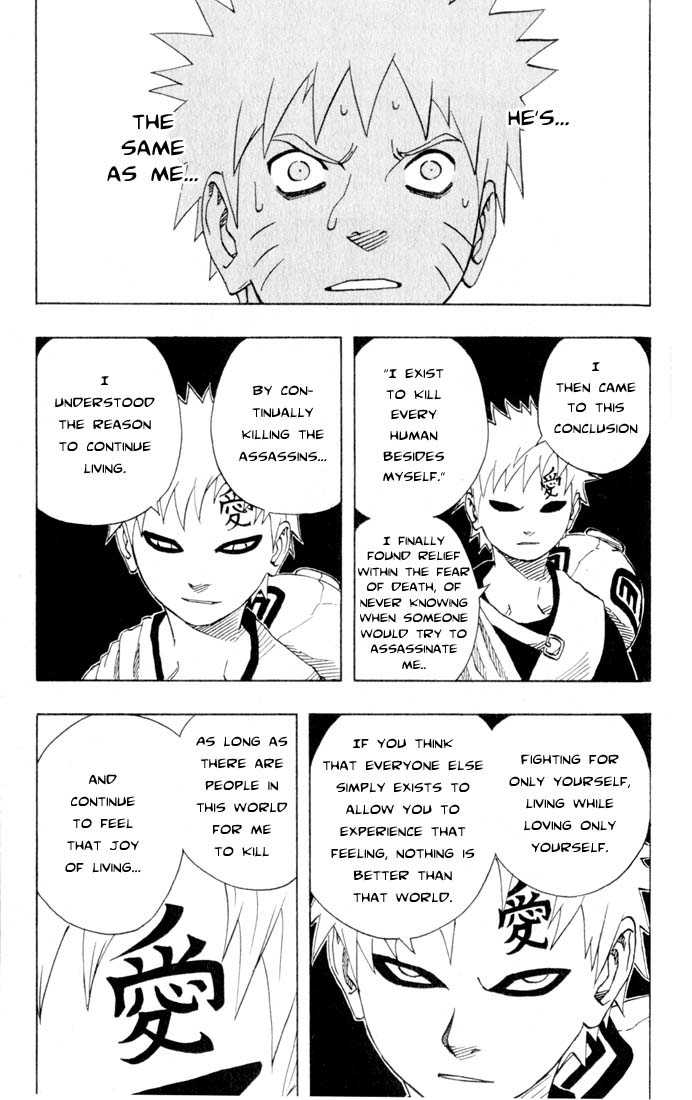 HE'S...
THE
SAME
AS ME...
I
THEN CAME
TO THIS
CONCLUSION
"I EXIST
TO KILL
EVERY
HUMAN
BESIDES
MYSELF."
愛
I FINALLY
FOUND RELIEF
WITHIN THE FEAR
OF DEATH, OF
NEVER KNOWING
WHEN SOMEONE
WOULD TRY TO
ASSASSINATE
ME..
BY CON-
TINUALLY
KILLING THE
ASSASSINS...
I
UNDERSTOOD
THE REASON
TO CONTINUE
LIVING.
愛
FIGHTING FOR
ONLY YOURSELF,
LIVING WHILE
LOVING ONLY
YOURSELF.
IF YOU THINK
THAT EVERYONE ELSE
SIMPLY EXISTS TO
ALLOW YOU TO
EXPERIENCE THAT
FEELING, NOTHING IS
BETTER THAN
THAT WORLD.
愛
AS LONG AS
THERE ARE
PEOPLE IN
THIS WORLD
FOR ME
TO KILL
AND
CONTINUE
TO FEEL
THAT JOY
OF LIVING...
愛